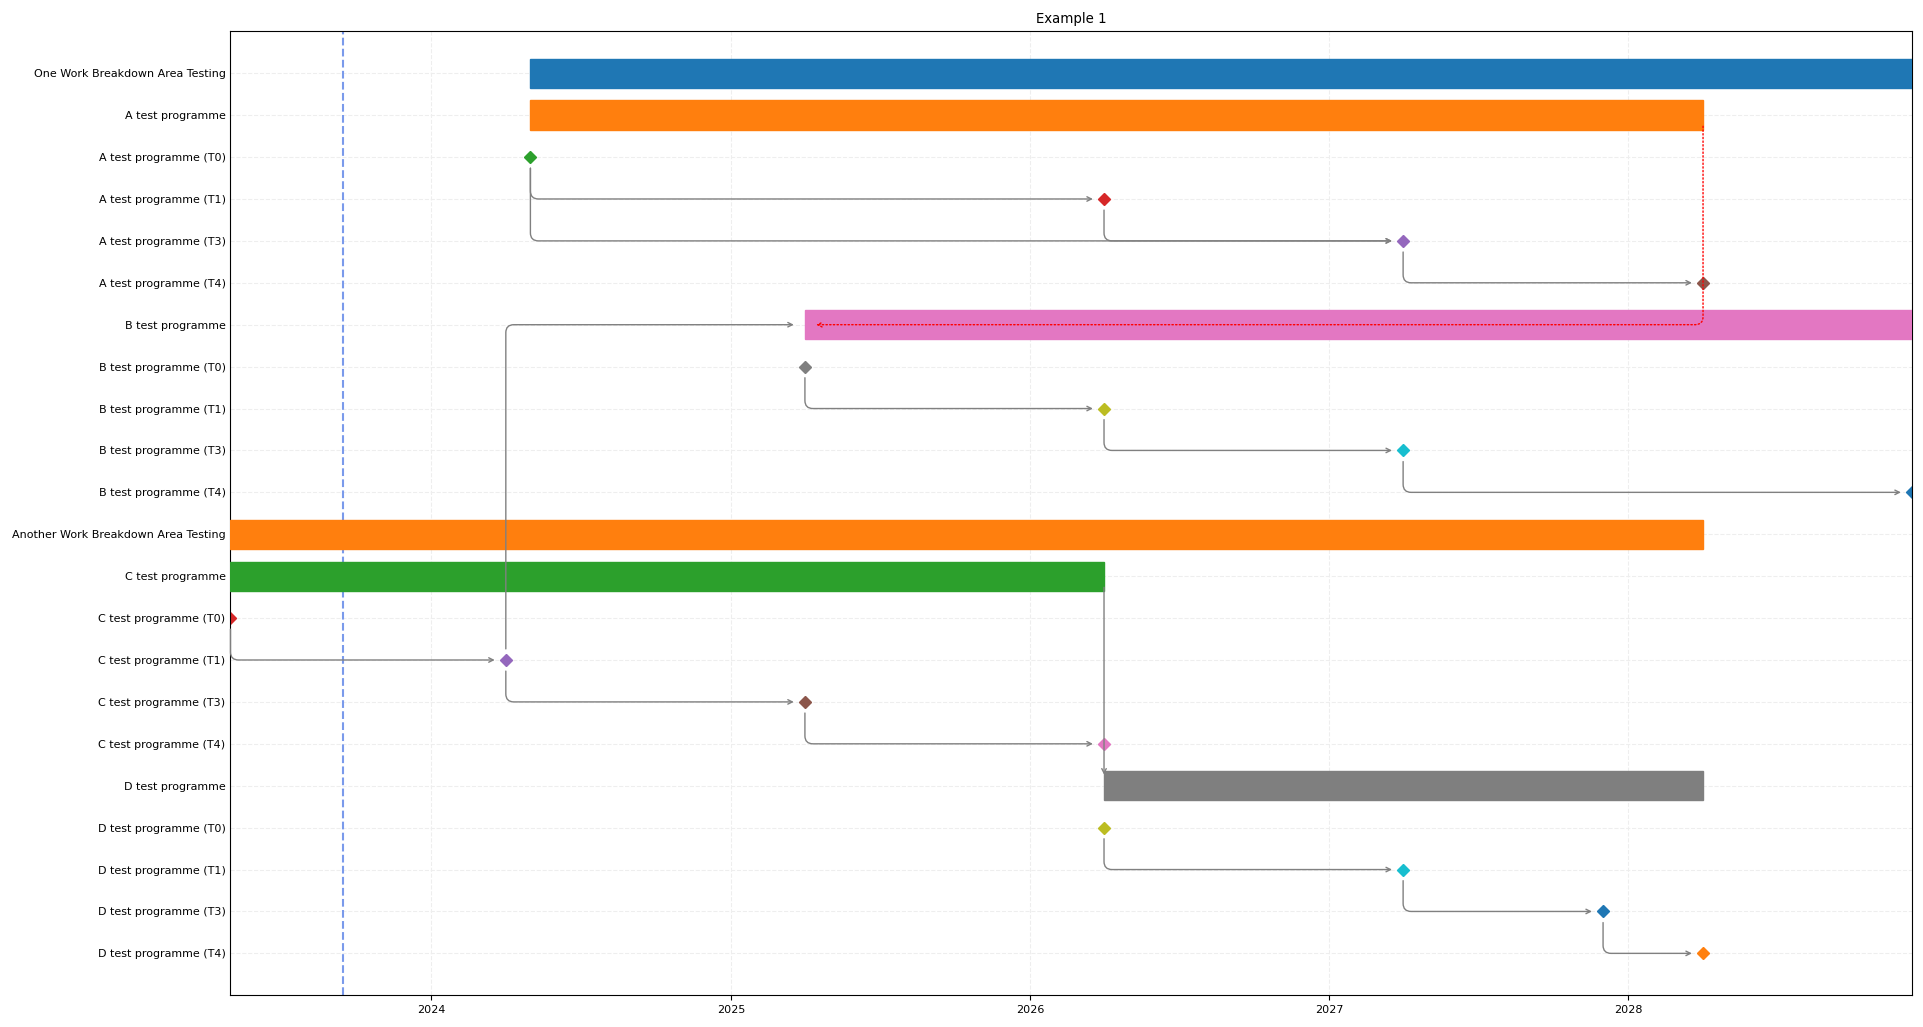 Example 1
One Work Breakdown Area Testing
A test programme
A test programme (T0)
A test programme (T1)
A test programme (T3)
A test programme (T4)
B test programme
B test programme (T0)
B test programme (T1)
B test programme (T3)
B test programme (T4)
Another Work Breakdown Area Testing
C test programme
C test programme (T0)
C test programme (T1)
C test programme (T3)
C test programme (T4)
D test programme
D test programme (T0)
D test programme (T1)
D test programme (T3)
D test programme (T4)
2024 2025 2026 2027 2028